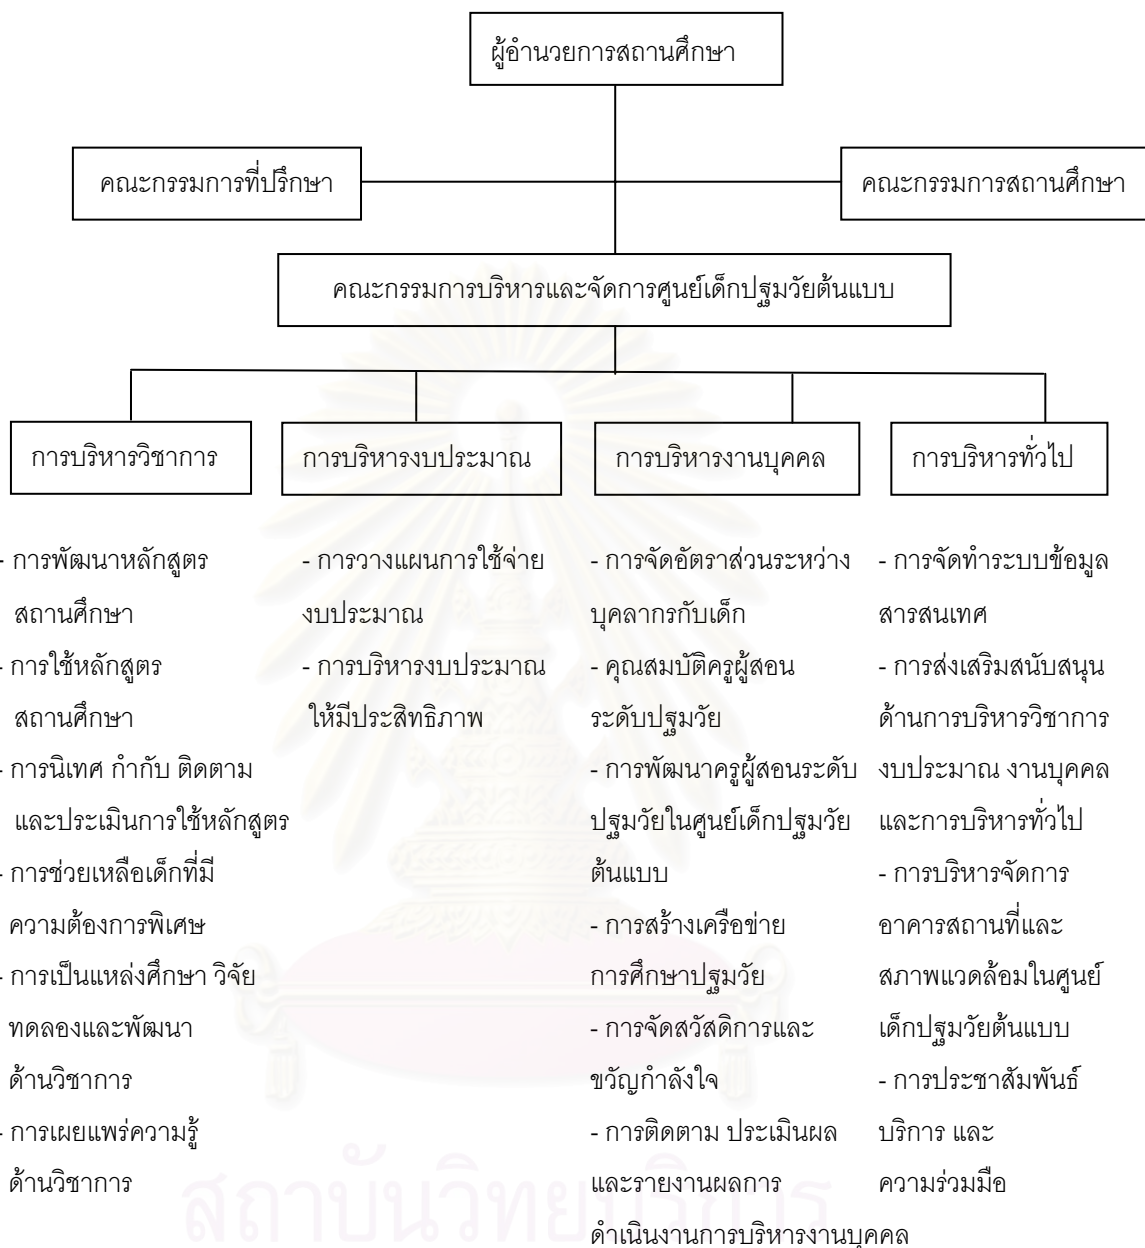 ผู้อำนวยการสถานศึกษา
คณะกรรมการที่ปรึกษา
คณะกรรมการสถานศึกษา
คณะกรรมการบริหารและจัดการศูนย์เด็กปฐมวัยต้นแบบ
การบริหารวิชาการ
- การพัฒนาหลักสูตร
สถานศึกษา
- การใช้หลักสูตร
สถานศึกษา
- การนิเทศ กำกับ ติดตาม
และประเมินการใช้หลักสูตร
- การช่วยเหลือเด็กที่มี
ความต้องการพิเศษ
- การเป็นแหล่งศึกษา วิจัย
ทดลองและพัฒนา
ด้านวิชาการ
- การเผยแพร่ความรู้
ด้านวิชาการ
การบริหารงบประมาณ
- การวางแผนการใช้จ่าย
งบประมาณ
- การบริหารงบประมาณ
ให้มีประสิทธิภาพ
การบริหารงานบุคคล
- การจัดอัตราส่วนระหว่าง
บุคลากรกับเด็ก
- คุณสมบัติครูผู้สอน
ระดับปฐมวัย
- การพัฒนาครูผู้สอนระดับ
ปฐมวัยในศูนย์เด็กปฐมวัย
ต้นแบบ
- การสร้างเครือข่าย
การศึกษาปฐมวัย
- การจัดสวัสดิการและ
ขวัญกำลังใจ
- การติดตาม ประเมินผล
และรายงานผลการ
ดำเนินงานการบริหารงานบุคคล
การบริหารทั่วไป
- การจัดทำระบบข้อมูล
สารสนเทศ
- การส่งเสริมสนับสนุน
ด้านการบริหารวิชาการ
งบประมาณ งานบุคคล
และการบริหารทั่วไป
- การบริหารจัดการ
อาคารสถานที่และ
สภาพแวดล้อมในศูนย์
เด็กปฐมวัยต้นแบบ
- การประชาสัมพันธ์
บริการ และ
ความร่วมมือ
สถาบันวิทยบริการ